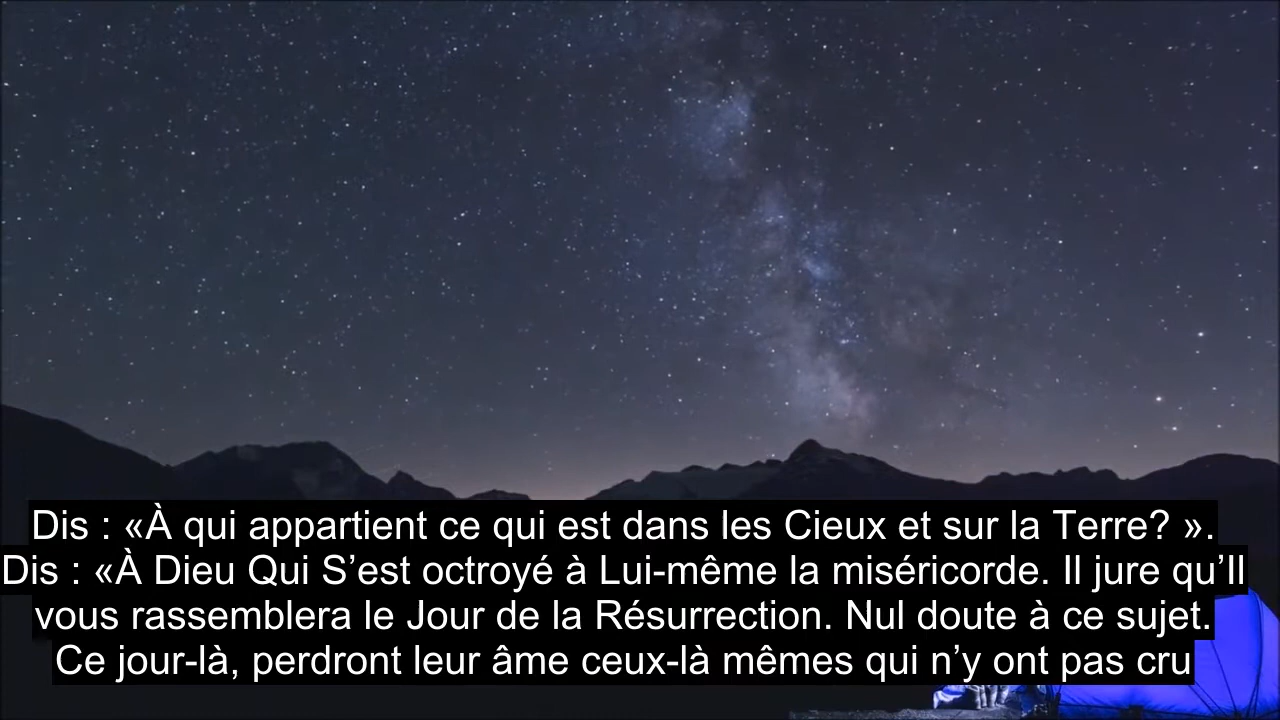 Dis : «À qui appartient ce qui est dans les Cieux et sur la Terre? ».
Dis : «À Dieu Qui S’est octroyé à Lui-même la miséricorde. Il jure qu’Il
vous rassemblera le Jour de la Résurrection. Nul doute à ce sujet.
Ce jour-là, perdront leur âme ceux-là mêmes qui n’y ont pas cru